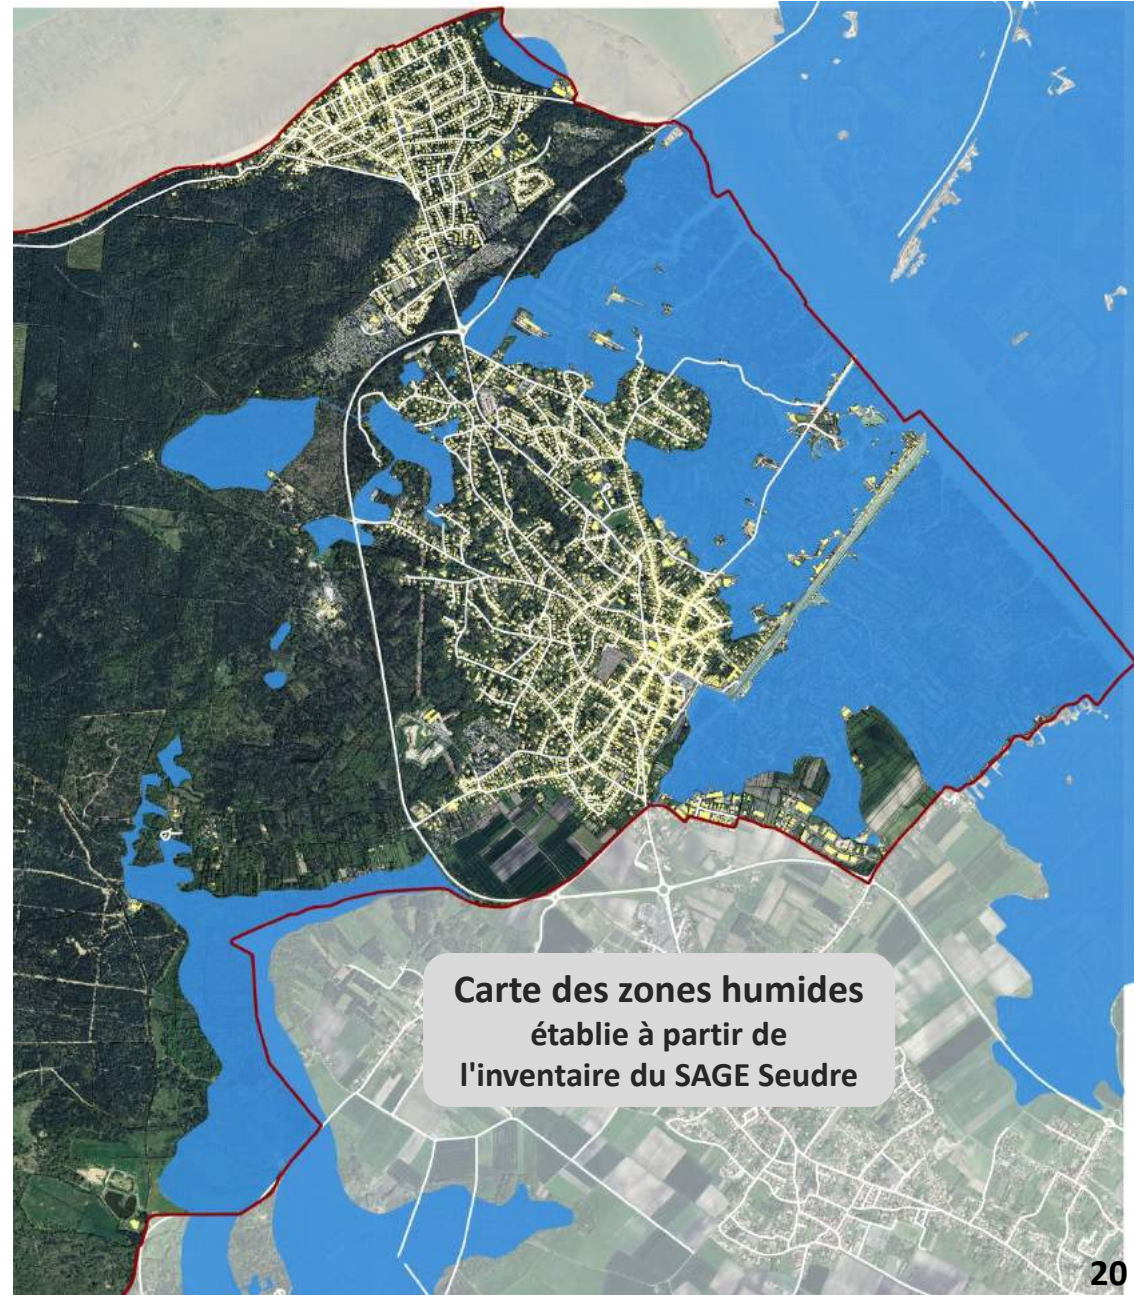 Carte des zones humides
établie à partir de
l'inventaire du SAGE Seudre
20